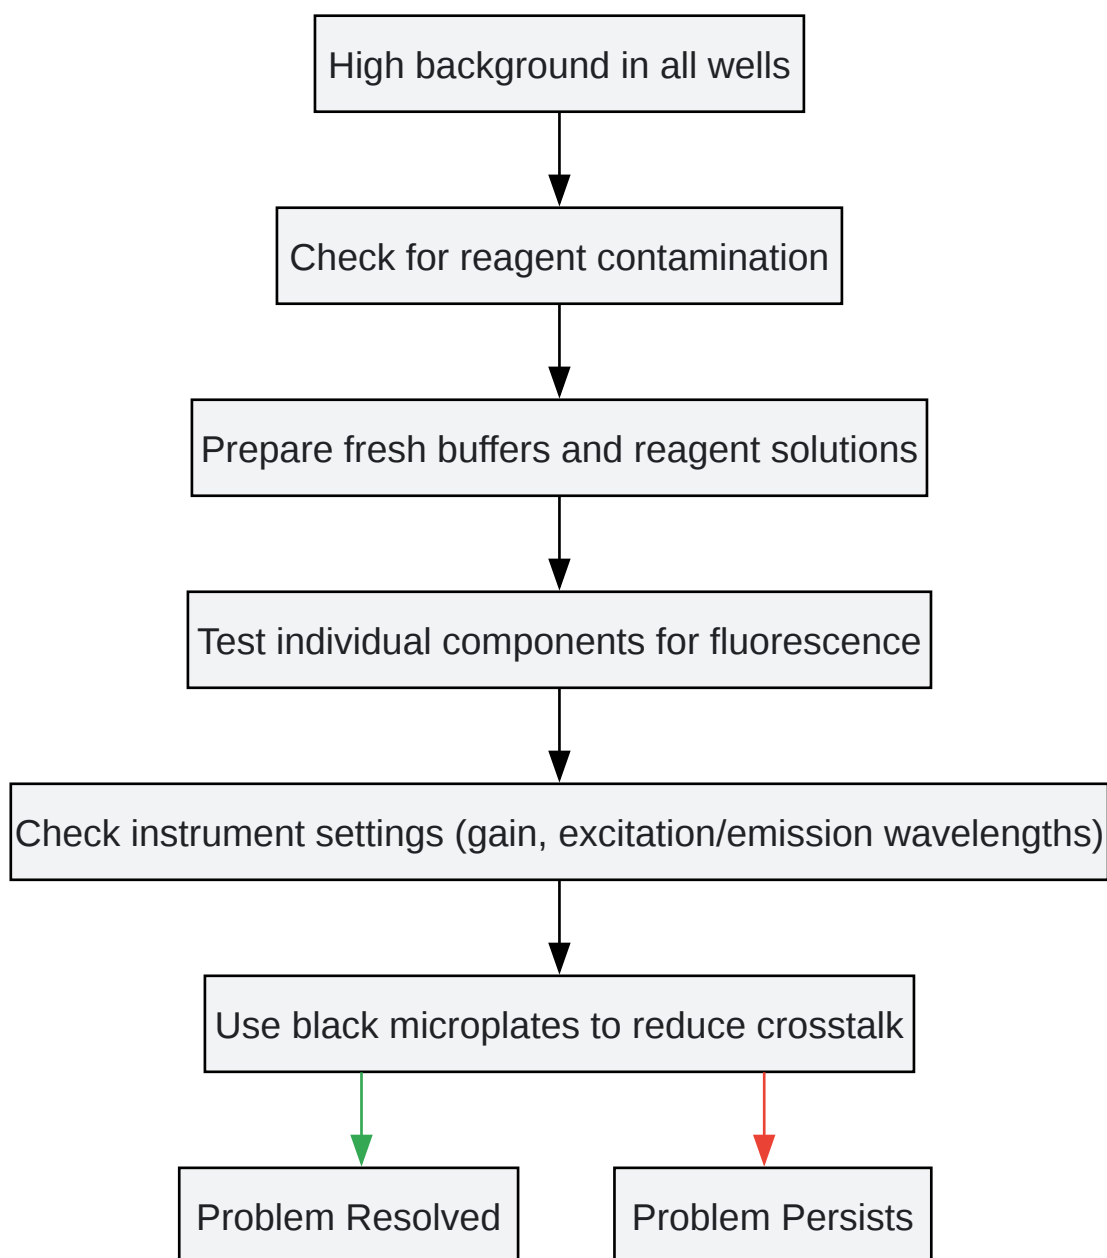 High background in all wells
Check for reagent contamination
Prepare fresh buffers and reagent solutions
Test individual components for fluorescence
Check instrument settings (gain, excitation/emission wavelengths)
Use black microplates to reduce crosstalk
Problem Resolved
Problem Persists